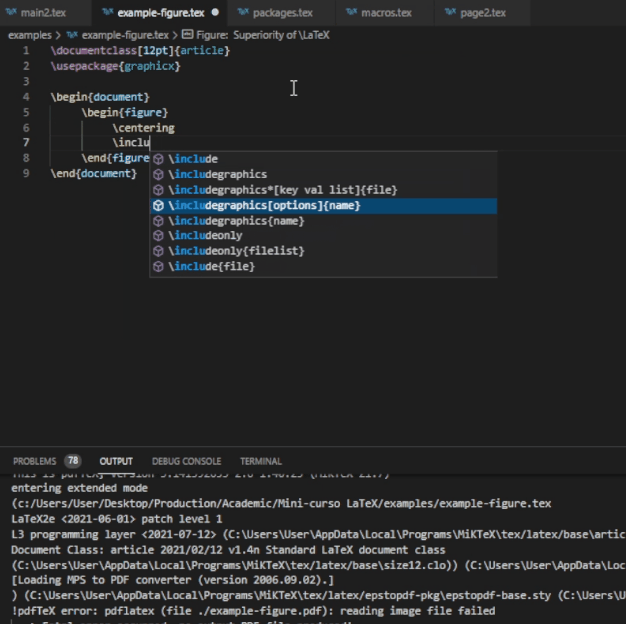 main2.tex example-figure.tex packages.tex macros.tex page2.tex
examples > example-figure.tex > Figure: Superiority of \LaTeX
1 \documentclass[12pt]{article}
2 \usepackage{graphicx}
3
4 \begin{document}
5 \begin{figure}
6 \centering
7 \inclu
8 \end{figure
9 \end{document}
\include
\includegraphics
\includegraphics*[key val list]{file}
\includegraphics[options]{name}
\includegraphics{name}
\includeonly
\includeonly{filelist}
\include{file}
PROBLEMS 78 OUTPUT DEBUG CONSOLE TERMINAL
entering extended mode
(c:/Users/User/Desktop/Production/Academic/Mini-curso LaTeX/examples/example-figure.tex
LaTeX2e <2021-06-01> patch level 1
L3 programming layer <2021-07-12> (C:\Users\User\AppData\Local\Programs\MiKTeX\tex/latex/base\artic
Document Class: article 2021/02/12 v1.4n Standard LaTeX document class
(C:\Users\User\AppData\Local\Programs\MiKTeX\tex/latex/base\size12.clo)) (C:\Users\User\AppData\Loc
[Loading MPS to PDF converter (version 2006.09.02).]
) (C:\Users\User\AppData\Local\Programs\MiKTeX\tex/latex/epstopdf-pkg\epstopdf-base.sty (C:\Users\U
!pdfTeX error: pdflatex (file ./example-figure.pdf): reading image file failed